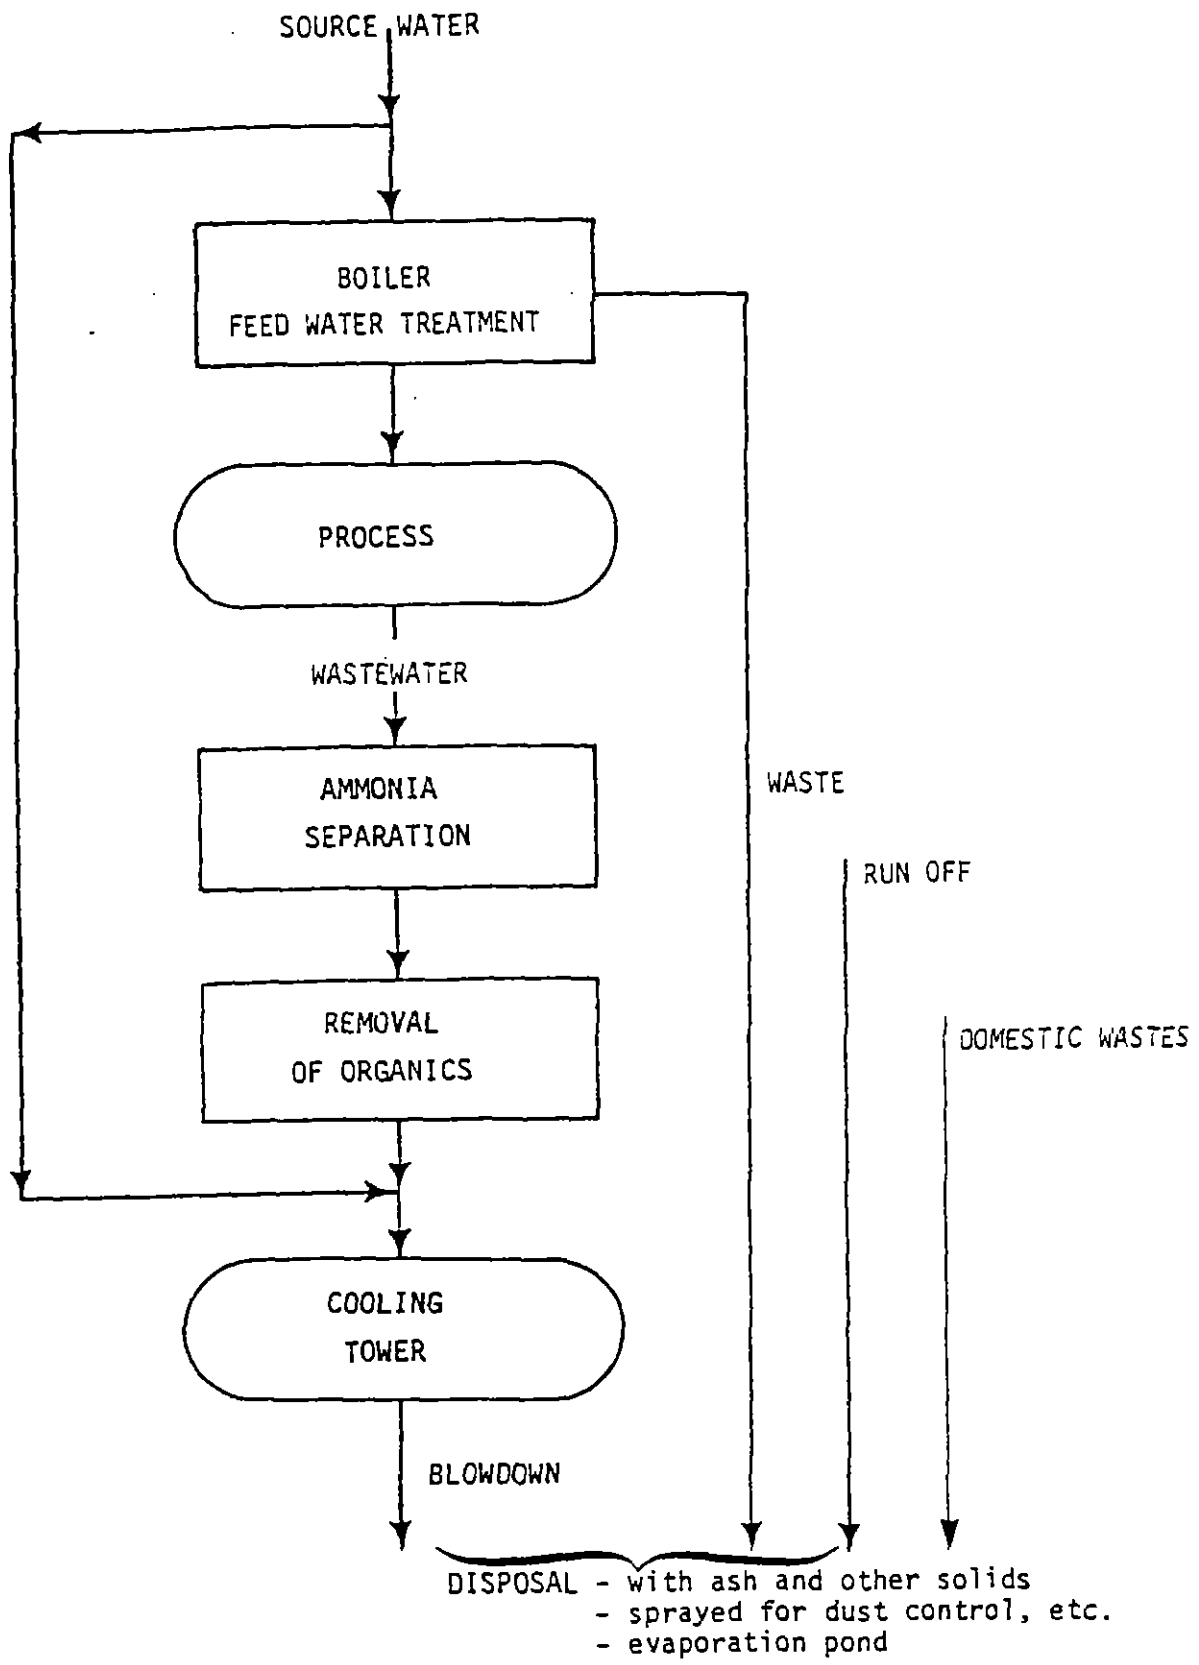 SOURCE WATER
BOILER
FEED WATER TREATMENT
PROCESS
WASTEWATER
AMMONIA
SEPARATION
WASTE
RUN OFF
REMOVAL
OF ORGANICS
DOMESTIC WASTES
COOLING
TOWER
BLOWDOWN
DISPOSAL - with ash and other solids
- sprayed for dust control, etc.
- evaporation pond